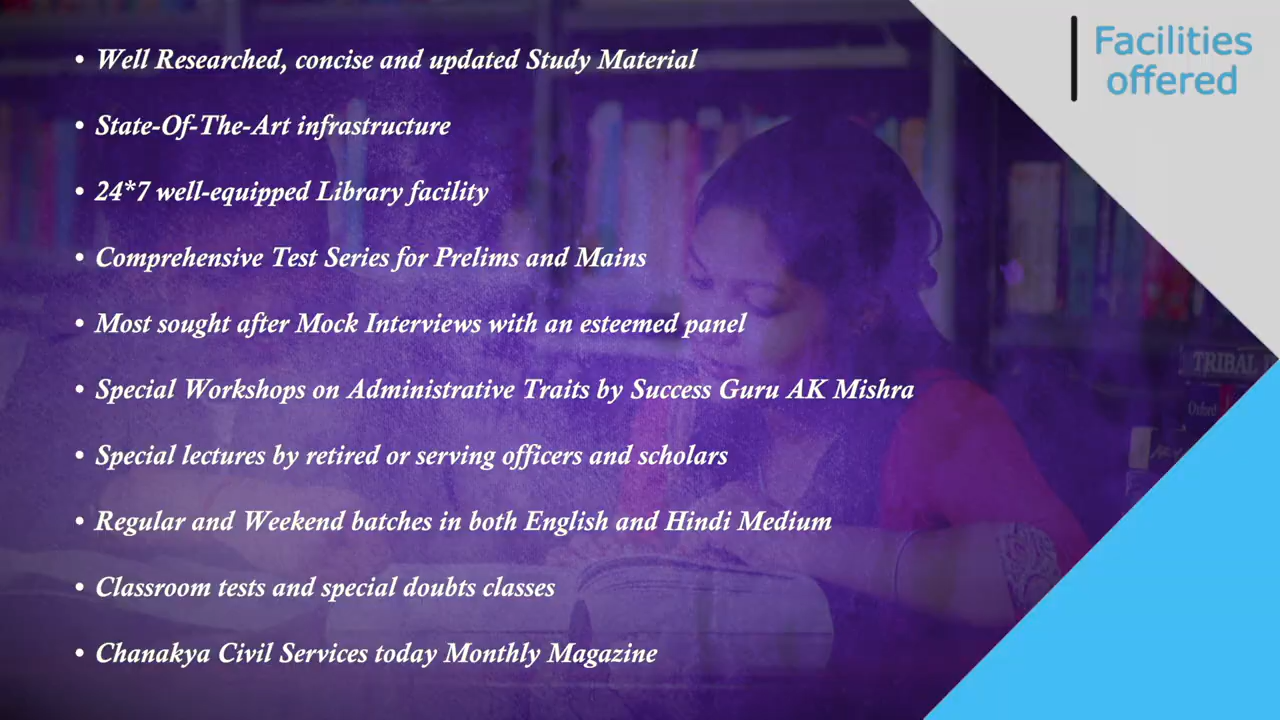 Facilities
offered
• Well Researched, concise and updated Study Material
• State-Of-The-Art infrastructure
• 24*7 well-equipped Library facility
• Comprehensive Test Series for Prelims and Mains
• Most sought after Mock Interviews with an esteemed panel
• Special Workshops on Administrative Traits by Success Guru AK Mishra
• Special lectures by retired or serving officers and scholars
• Regular and Weekend batches in both English and Hindi Medium
• Classroom tests and special doubts classes
• Chanakya Civil Services today Monthly Magazine
TRIBAL
Oxford